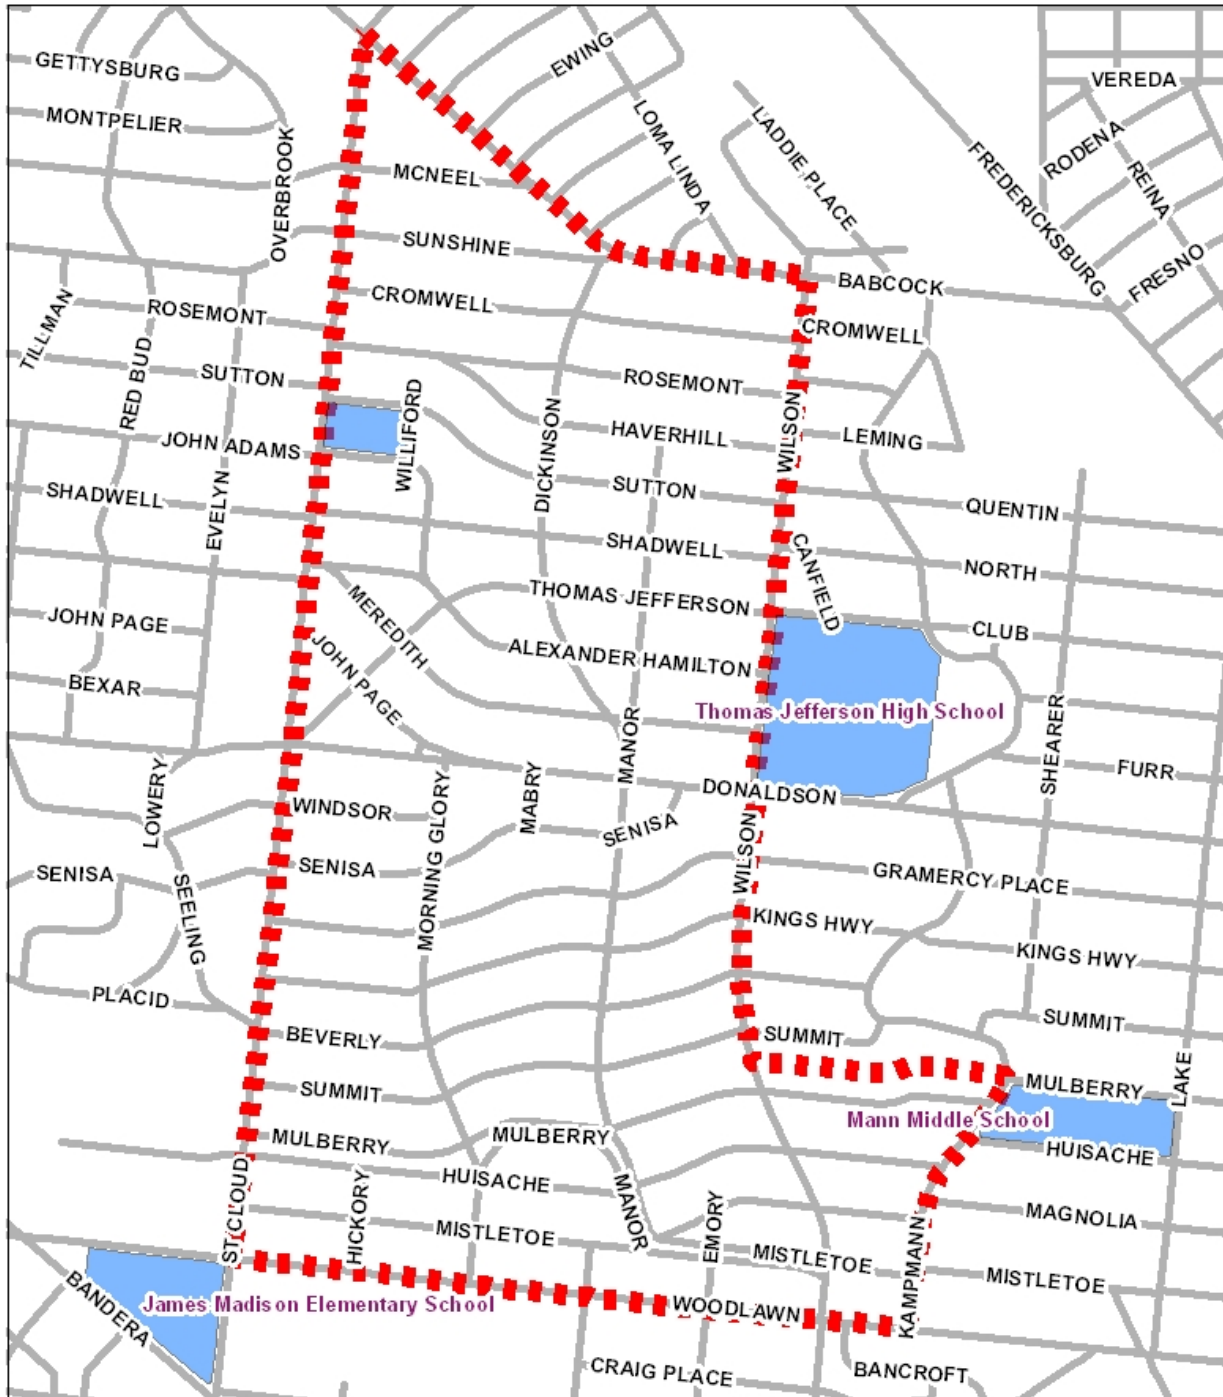 GETTYSBURG
EWING
VEREDA
MONTPELIER
LOMA LINDA
LADDIE PLACE
RODENA
REINA
OVERBROOK
MCNEEL
FREDERICKSBURG
SUNSHINE
FRESNO
BABCOCK
TILLMAN
ROSEMONT
CROMWELL
CROMWELL
RED BUD
SUTTON
WILLIFORD
ROSEMONT
WILSON
JOHN ADAMS
DICKINSON
HAVERHILL
LEMING
SHADWELL
EVELYN
SUTTON
QUENTIN
SHADWELL
CANFIELD
NORTH
JOHN PAGE
MEREDITH
THOMAS JEFFERSON
CLUB
JOHN PAGE
ALEXANDER HAMILTON
BEXAR
Thomas Jefferson High School
MANOR
SHEARER
LOWERY
WINDSOR
MORNING GLORY
MABRY
DONALDSON
FURR
SENISA
SENISA
SEELING
SENISA
WILSON
GRAMERCY PLACE
KINGS HWY
KINGS HWY
PLACID
BEVERLY
SUMMIT
SUMMIT
SUMMIT
MULBERRY
LAKE
Mann Middle School
MULBERRY
MULBERRY
HUISACHE
HUISACHE
ST CLOUD
HICKORY
MANOR
EMORY
MAGNOLIA
MISTLETOE
MISTLETOE
KAMPMANN
MISTLETOE
BANDERA
James Madison Elementary School
WOODLAWN
CRAIG PLACE
BANCROFT